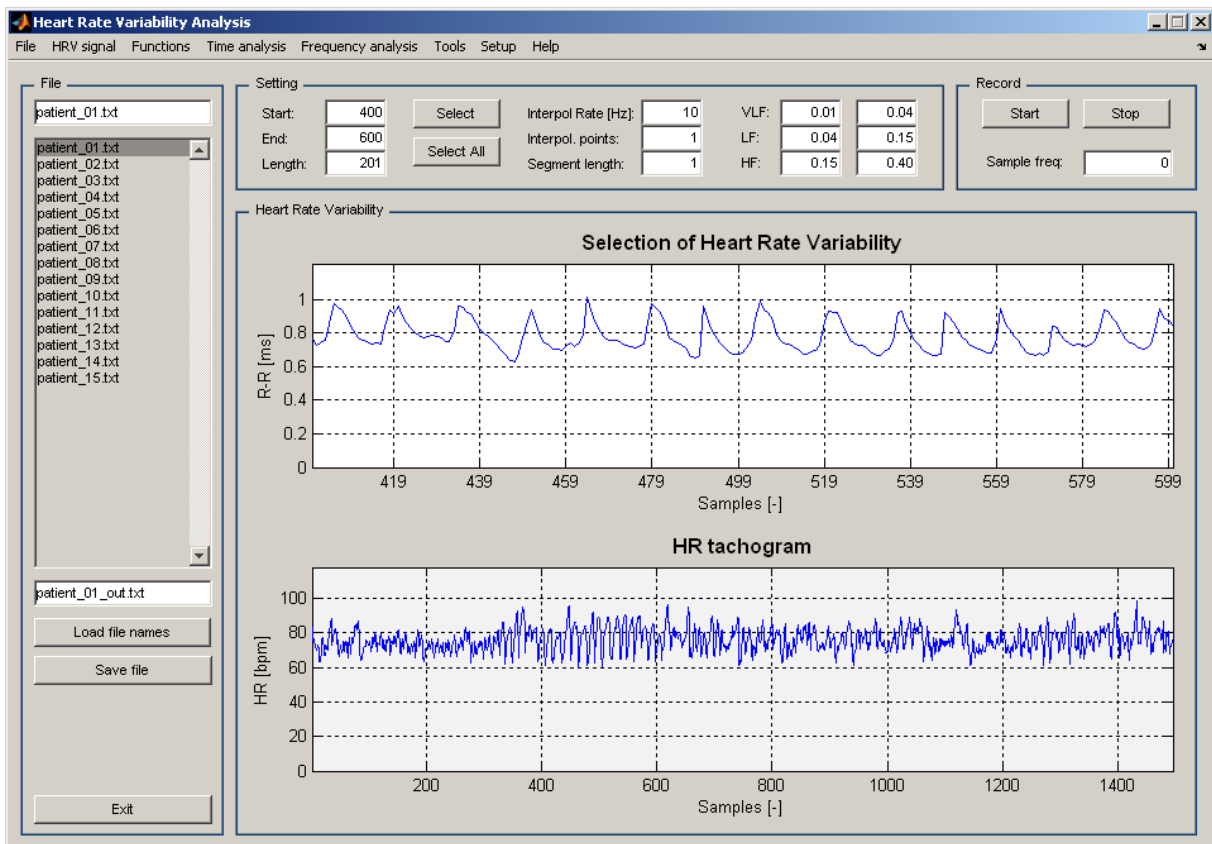 Heart Rate Variability Analysis
File HRV signal Functions Time analysis Frequency analysis Tools Setup Help
File
patient_01.txt
patient_01.txt
patient_02.txt
patient_03.txt
patient_04.txt
patient_05.txt
patient_06.txt
patient_07.txt
patient_08.txt
patient_09.txt
patient_10.txt
patient_11.txt
patient_12.txt
patient_13.txt
patient_14.txt
patient_15.txt
patient_01_out.txt
Load file names
Save file
Exit
Setting
Start: 400 Select Interpol Rate [Hz]: 10 VLF: 0.01 0.04
End: 600 Select All Interpol. points: 1 LF: 0.04 0.15
Length: 201 Segment length: 1 HF: 0.15 0.40
Record
Start Stop
Sample freq: 0
Heart Rate Variability
Selection of Heart Rate Variability
R-R [ms]
1
0.8
0.6
0.4
0.2
0
419 439 459 479 499 519 539 559 579 599
Samples [-]
HR tachogram
HR [bpm]
100
80
60
40
20
0
200 400 600 800 1000 1200 1400
Samples [-]